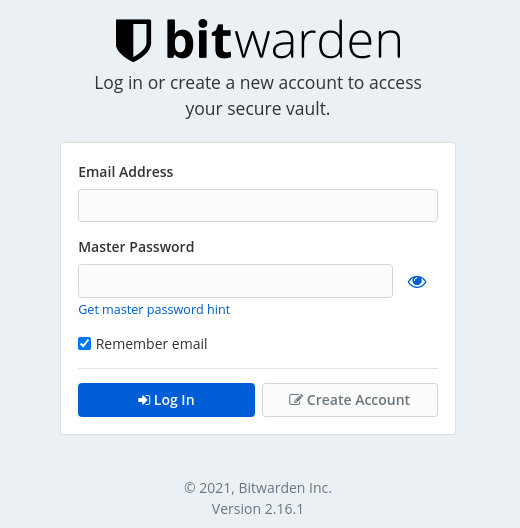 bitwarden
Log in or create a new account to access
your secure vault.
Email Address
Master Password
Get master password hint
Remember email
Log In
Create Account
© 2021, Bitwarden Inc.
Version 2.16.1